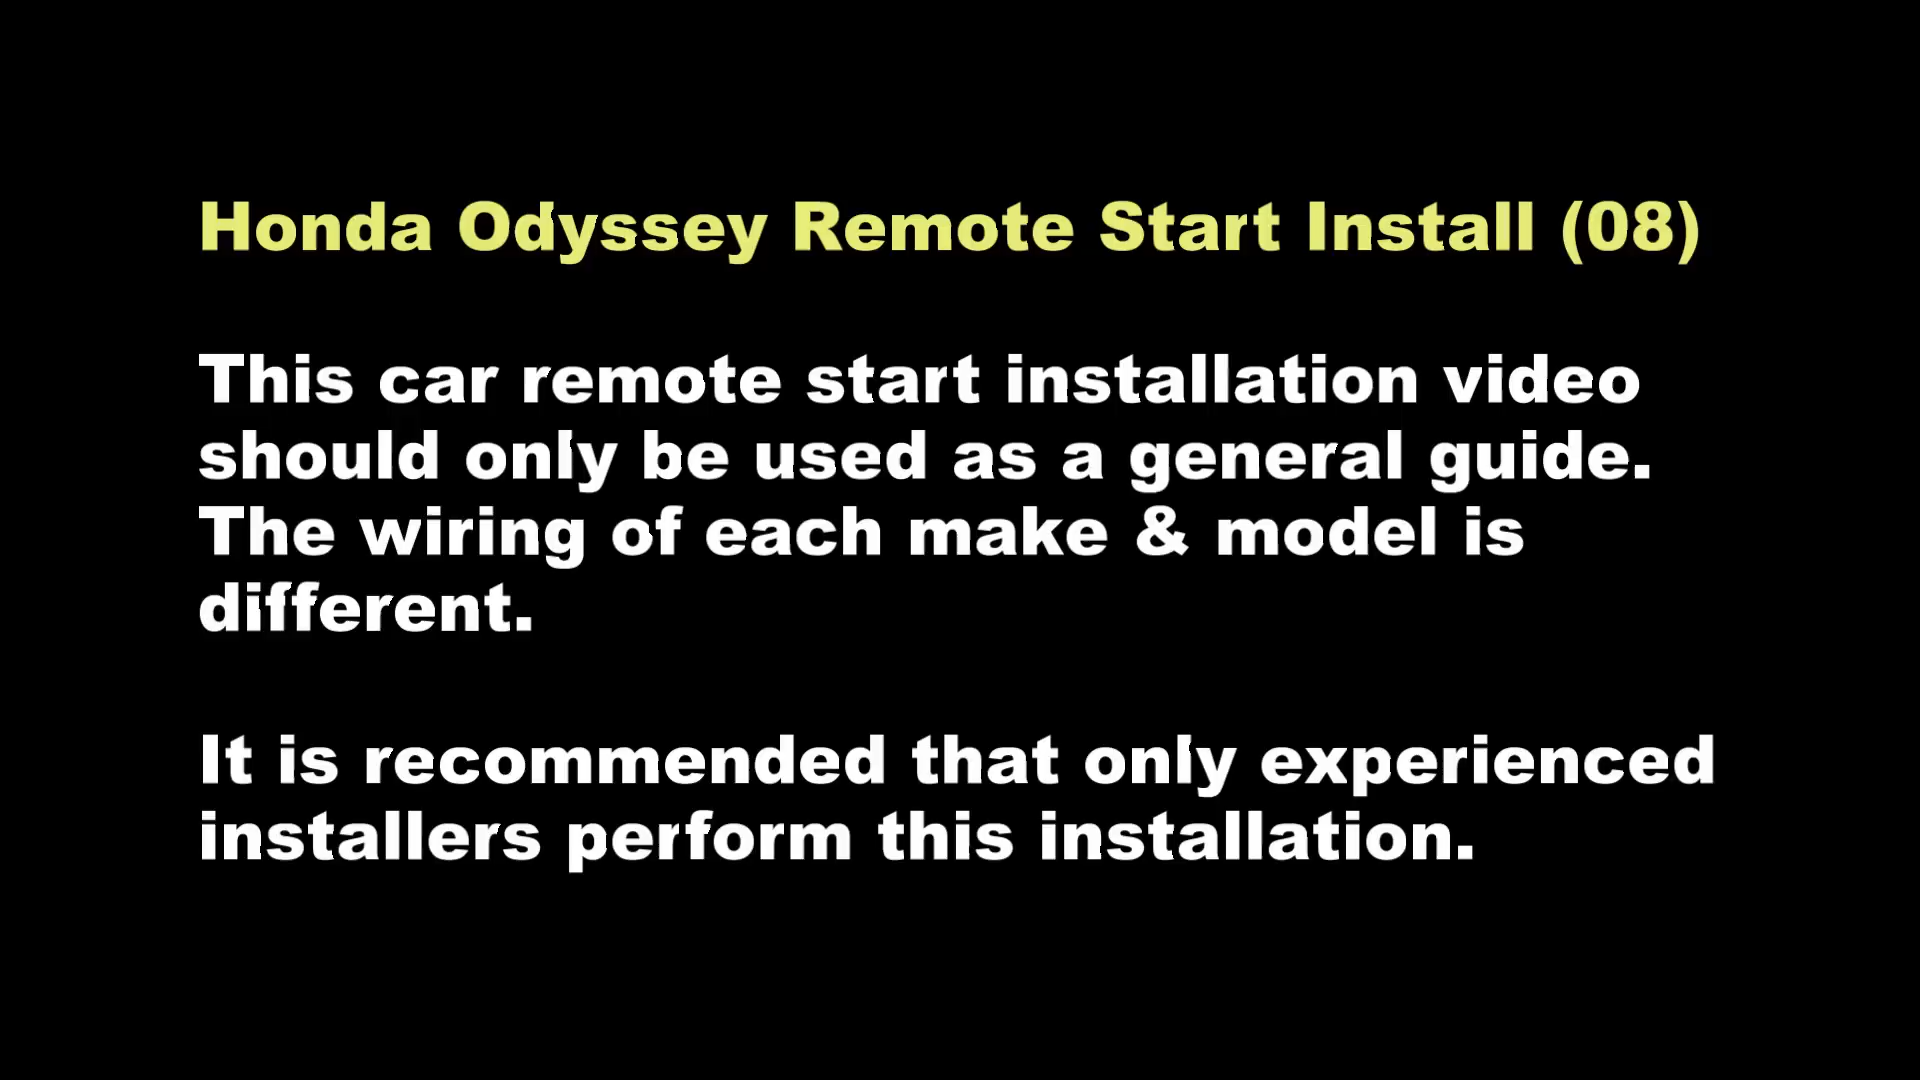 Honda Odyssey Remote Start Install (08)
This car remote start installation video
should only be used as a general guide.
The wiring of each make & model is
different.
It is recommended that only experienced
installers perform this installation.